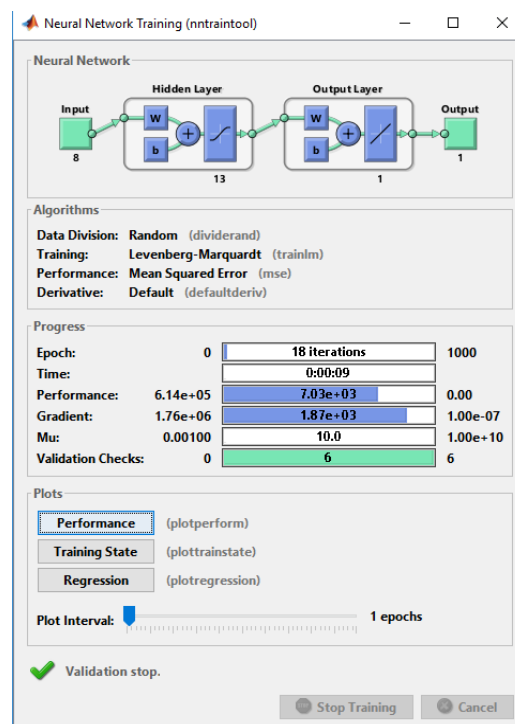 Neural Network Training (nntraintool)
Neural Network
Hidden Layer Output Layer
Input Output
W W
+ +
b b
8 1
13 1
Algorithms
Data Division: Random (dividerand)
Training: Levenberg-Marquardt (trainlm)
Performance: Mean Squared Error (mse)
Derivative: Default (defaultderiv)
Progress
Epoch: 0 18 iterations 1000
Time: 0:00:09
Performance: 6.14e+05 7.03e+03 0.00
Gradient: 1.76e+06 1.87e+03 1.00e-07
Mu: 0.00100 10.0 1.00e+10
Validation Checks: 0 6 6
Plots
Performance (plotperform)
Training State (plottrainstate)
Regression (plotregression)
Plot Interval: 1 epochs
Validation stop.
Stop Training Cancel